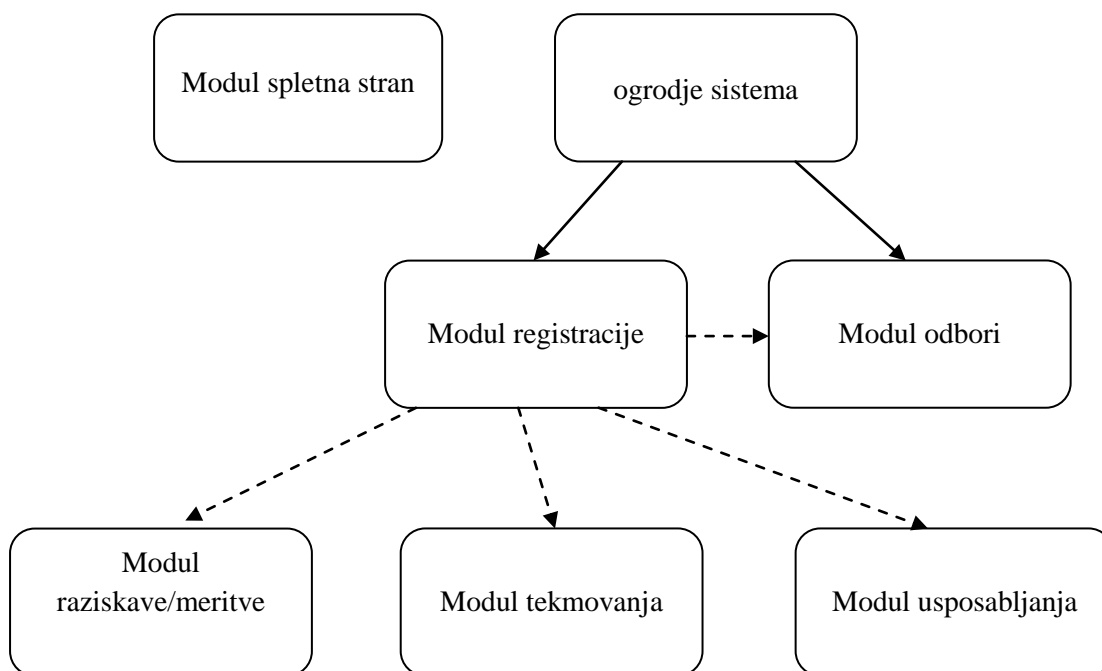 Modul spletna stran
ogrodje sistema
Modul registracije
Modul odbori
Modul
raziskave/meritve
Modul tekmovanja
Modul usposabljanja